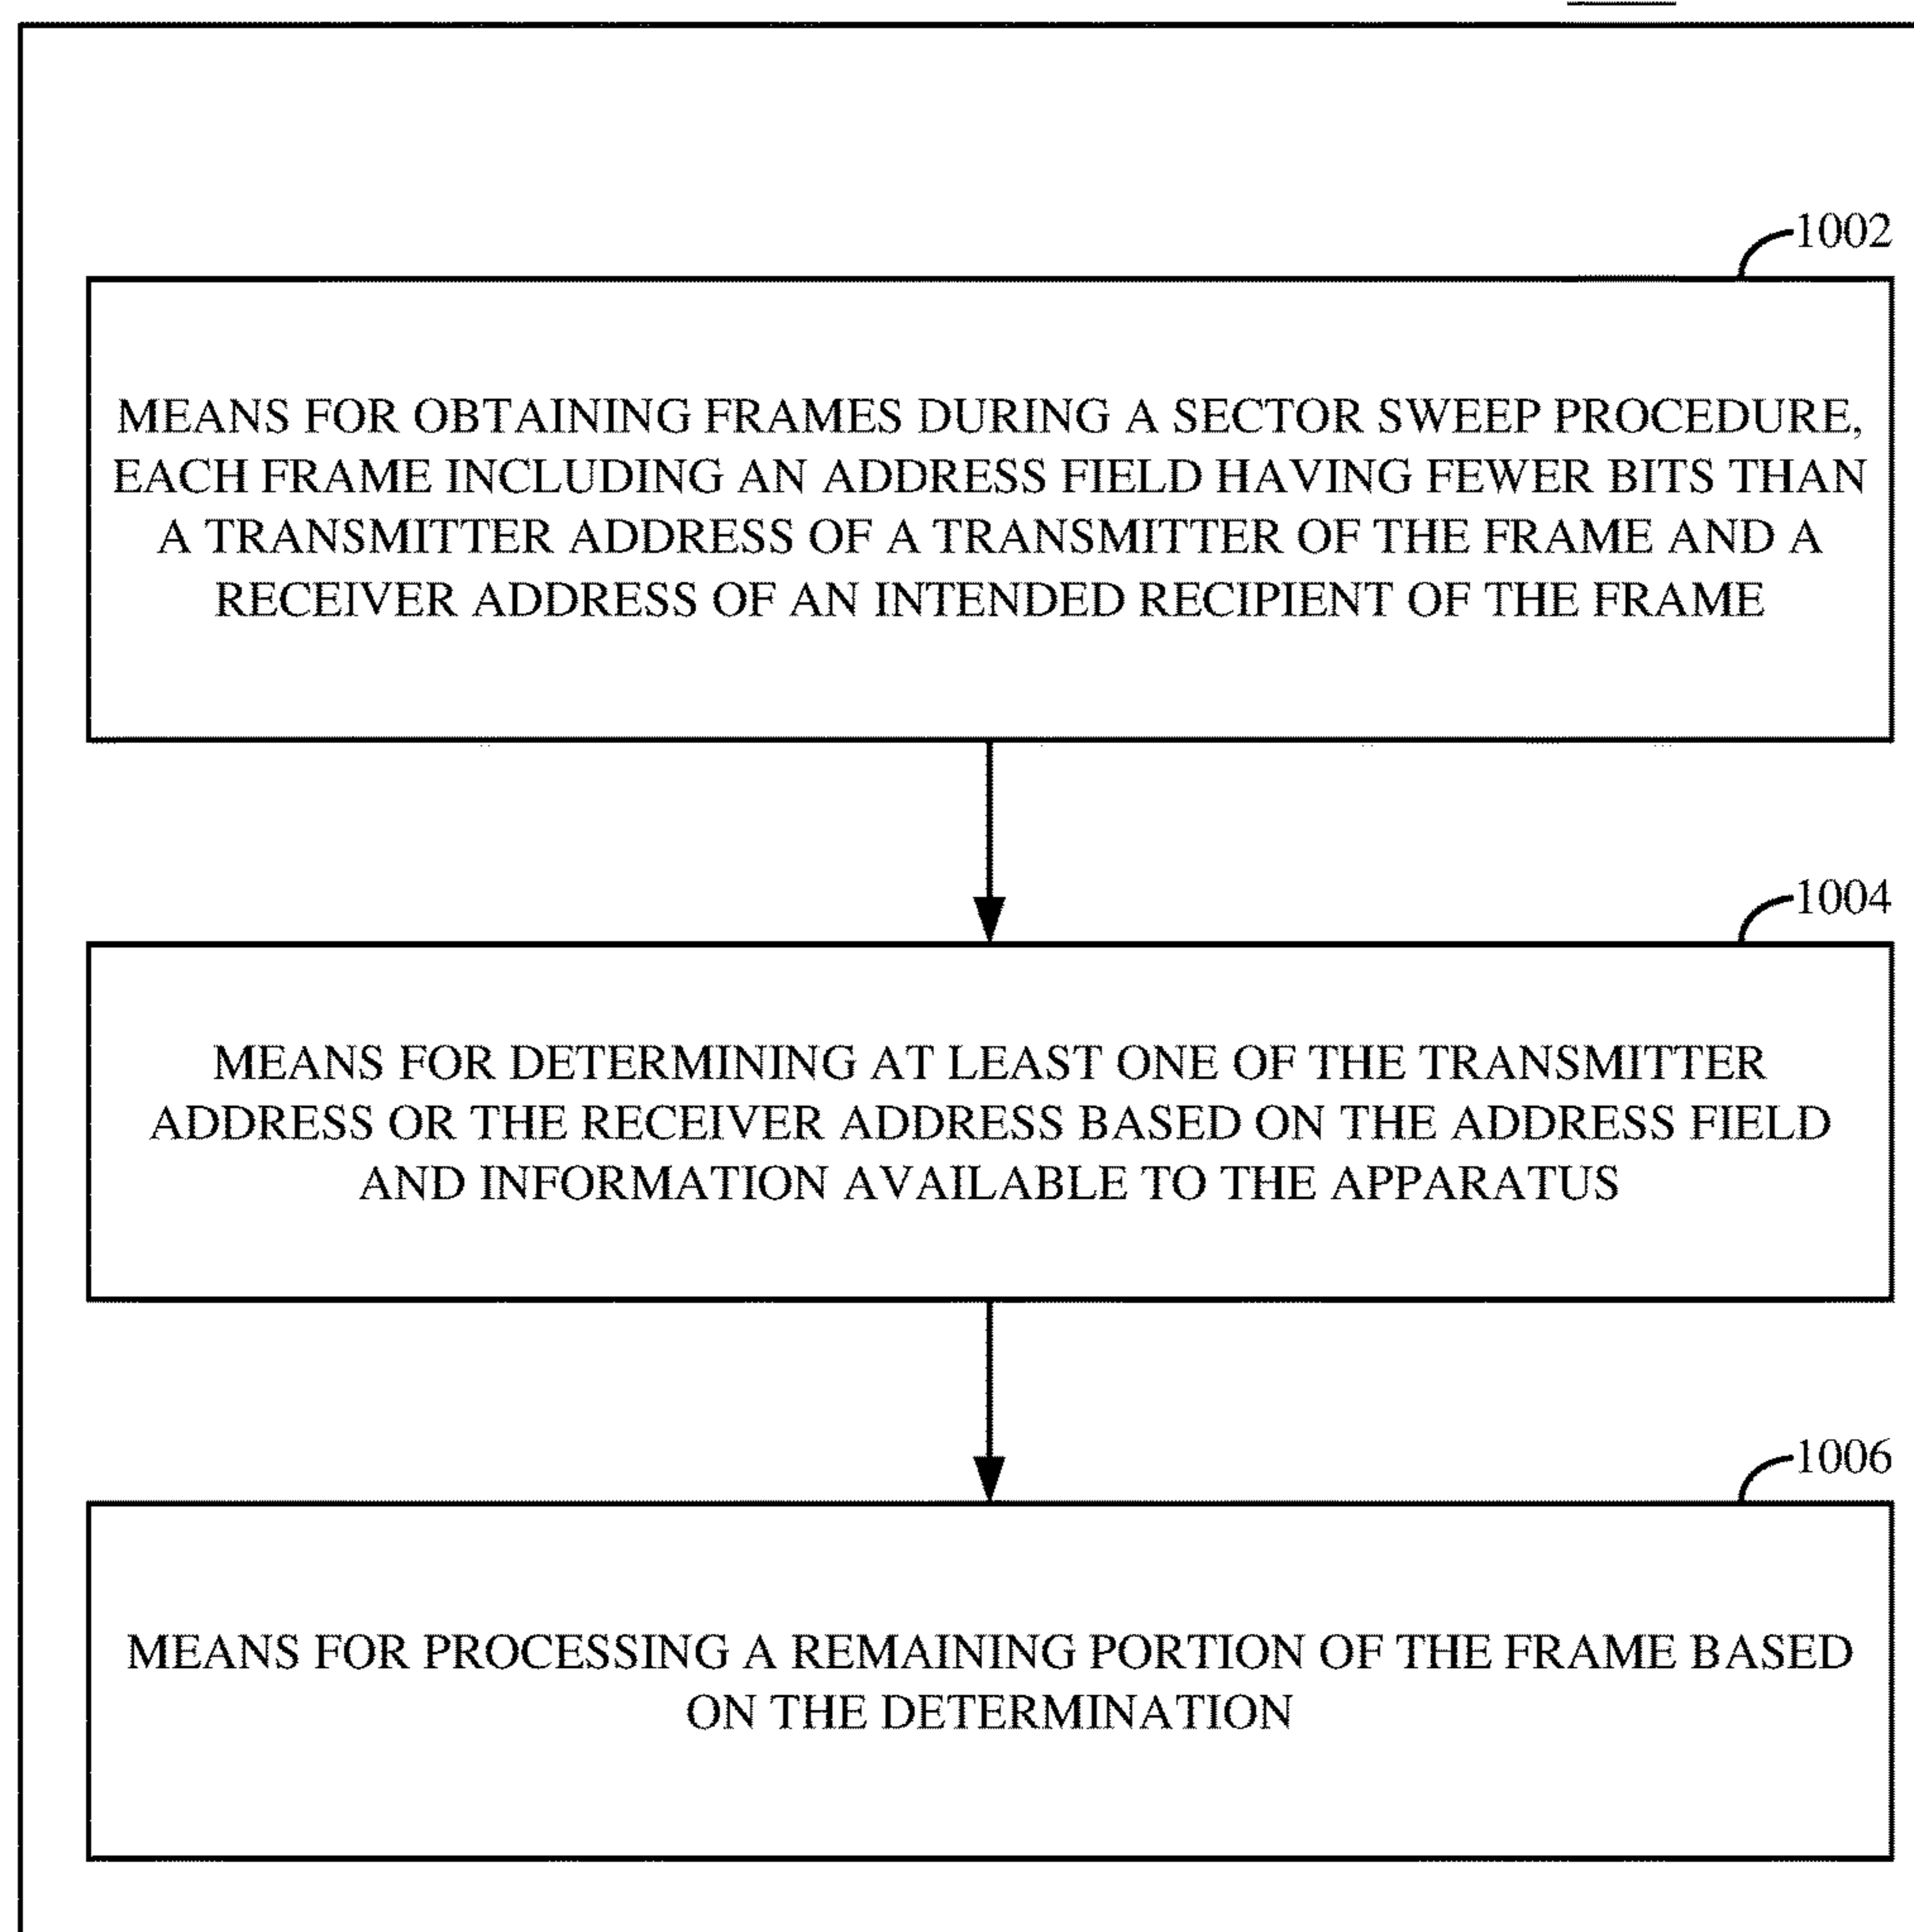 1002
MEANS FOR OBTAINING FRAMES DURING A SECTOR SWEEP PROCEDURE,
EACH FRAME INCLUDING AN ADDRESS FIELD HAVING FEWER BITS THAN
A TRANSMITTER ADDRESS OF A TRANSMITTER OF THE FRAME AND A
RECEIVER ADDRESS OF AN INTENDED RECIPIENT OF THE FRAME
1004
MEANS FOR DETERMINING AT LEAST ONE OF THE TRANSMITTER
ADDRESS OR THE RECEIVER ADDRESS BASED ON THE ADDRESS FIELD
AND INFORMATION AVAILABLE TO THE APPARATUS
1006
MEANS FOR PROCESSING A REMAINING PORTION OF THE FRAME BASED
ON THE DETERMINATION